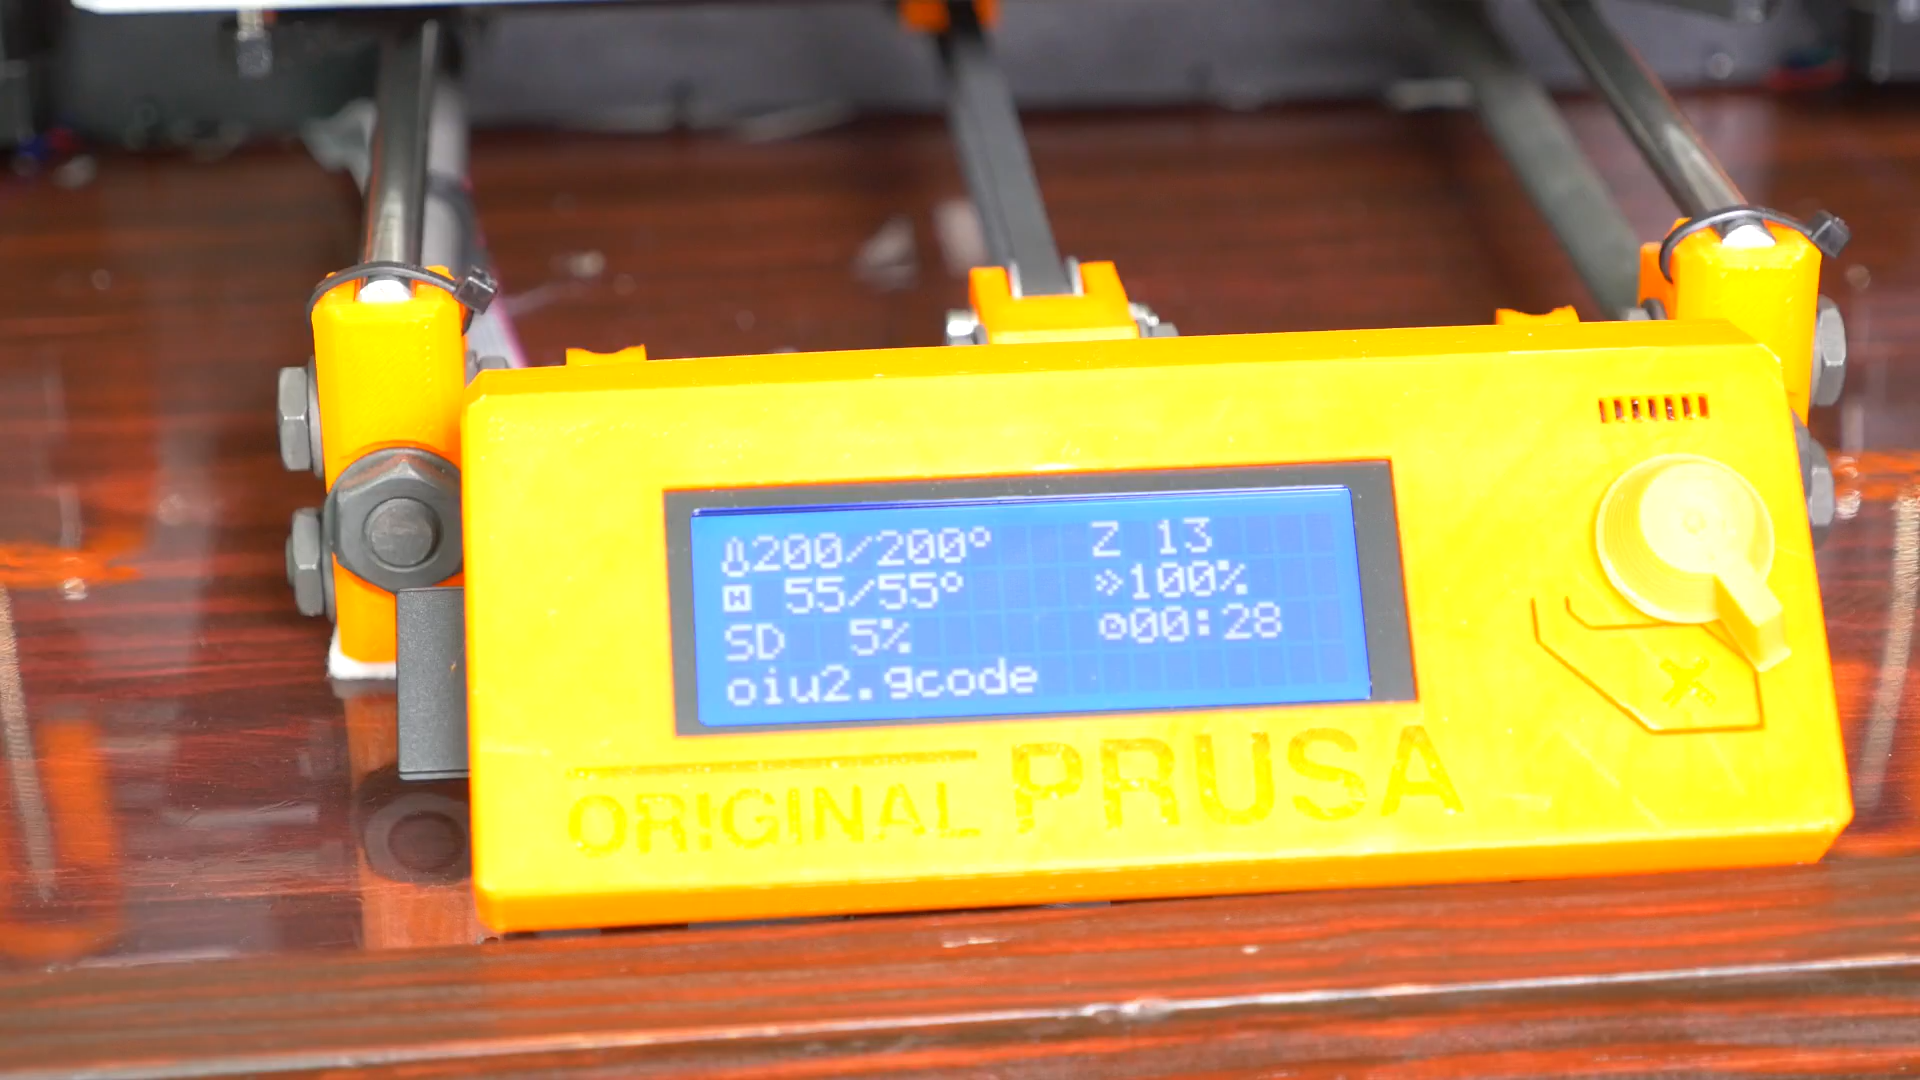 200/200° Z 13
55/55° 100%
SD 5% 00:28
oiu2.gcode
ORIGINAL PRUSA